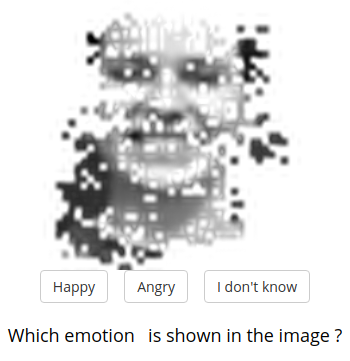 Happy Angry I don't know
Which emotion is shown in the image ?